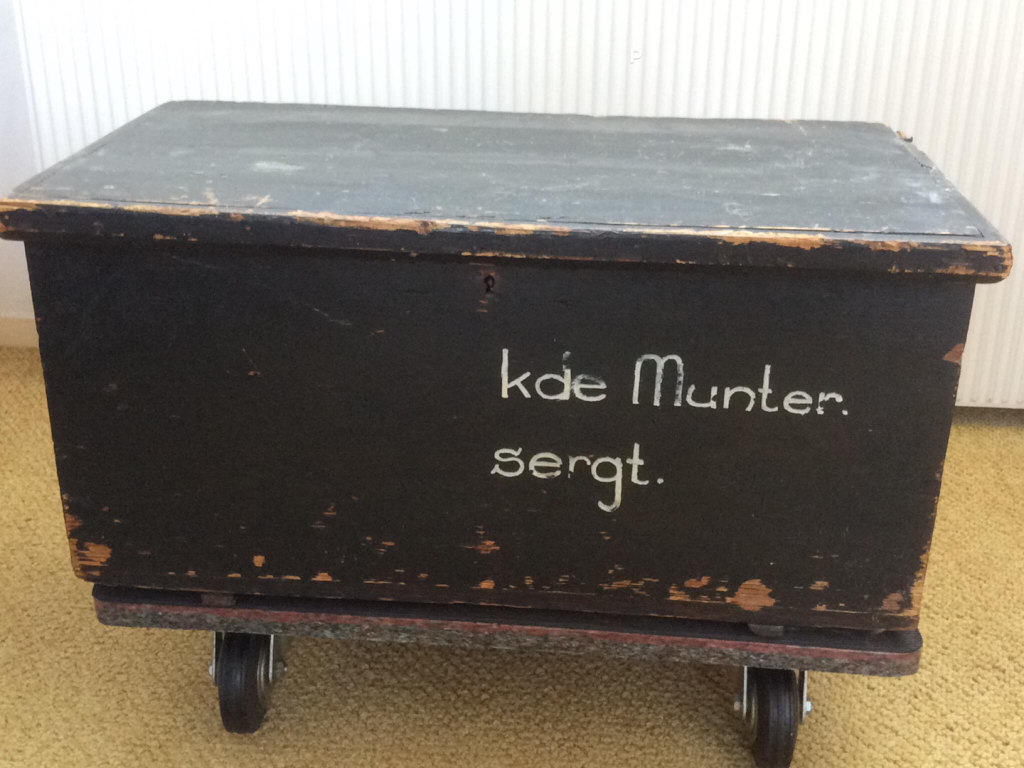 P
kde Munter.
sergt.